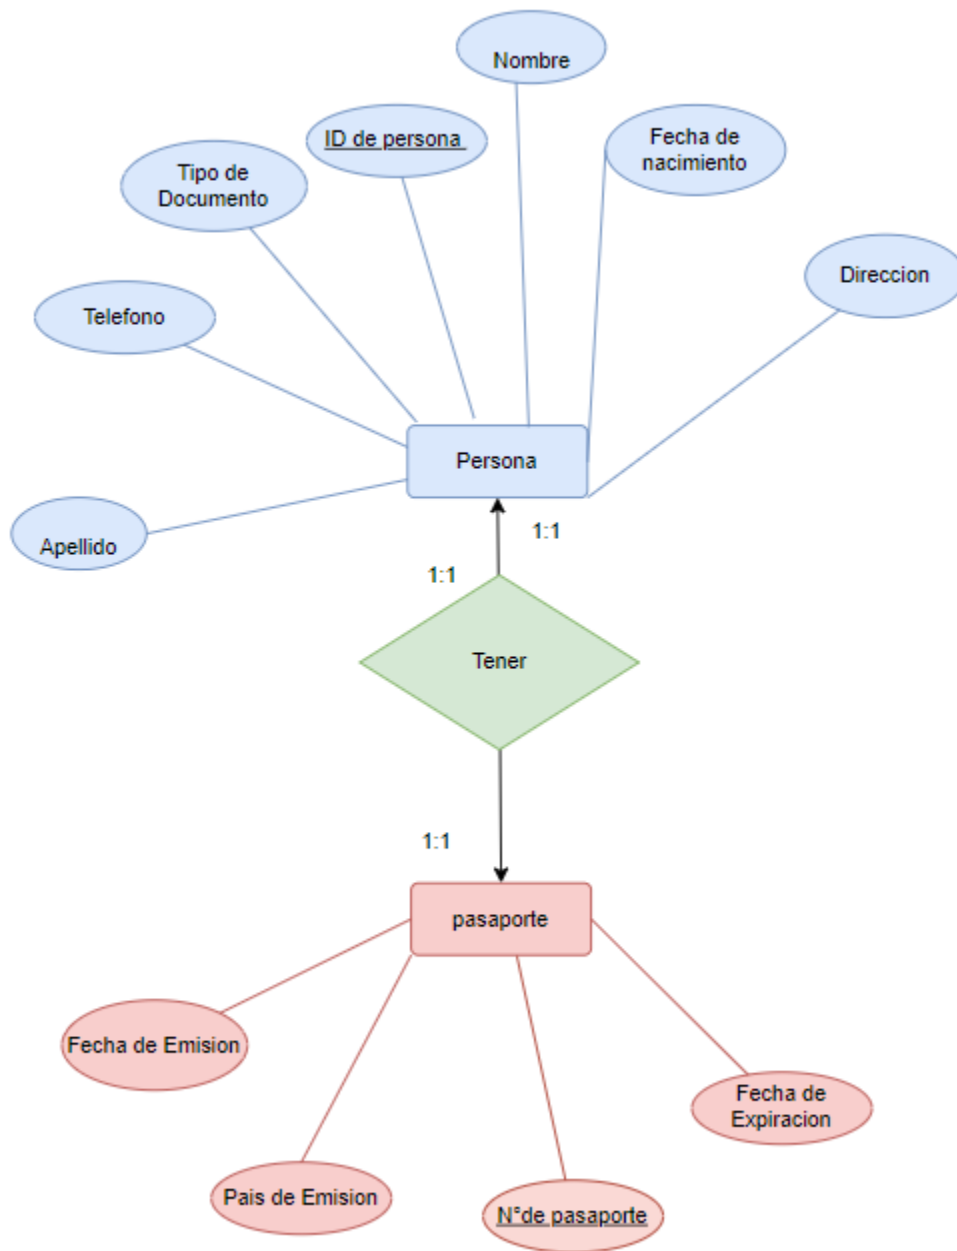 Nombre
ID de persona
Fecha de
nacimiento
Tipo de
Documento
Direccion
Telefono
Persona
Apellido
1:1
1:1
Tener
1:1
pasaporte
Fecha de Emision
Fecha de
Expiracion
Pais de Emision
N°de pasaporte